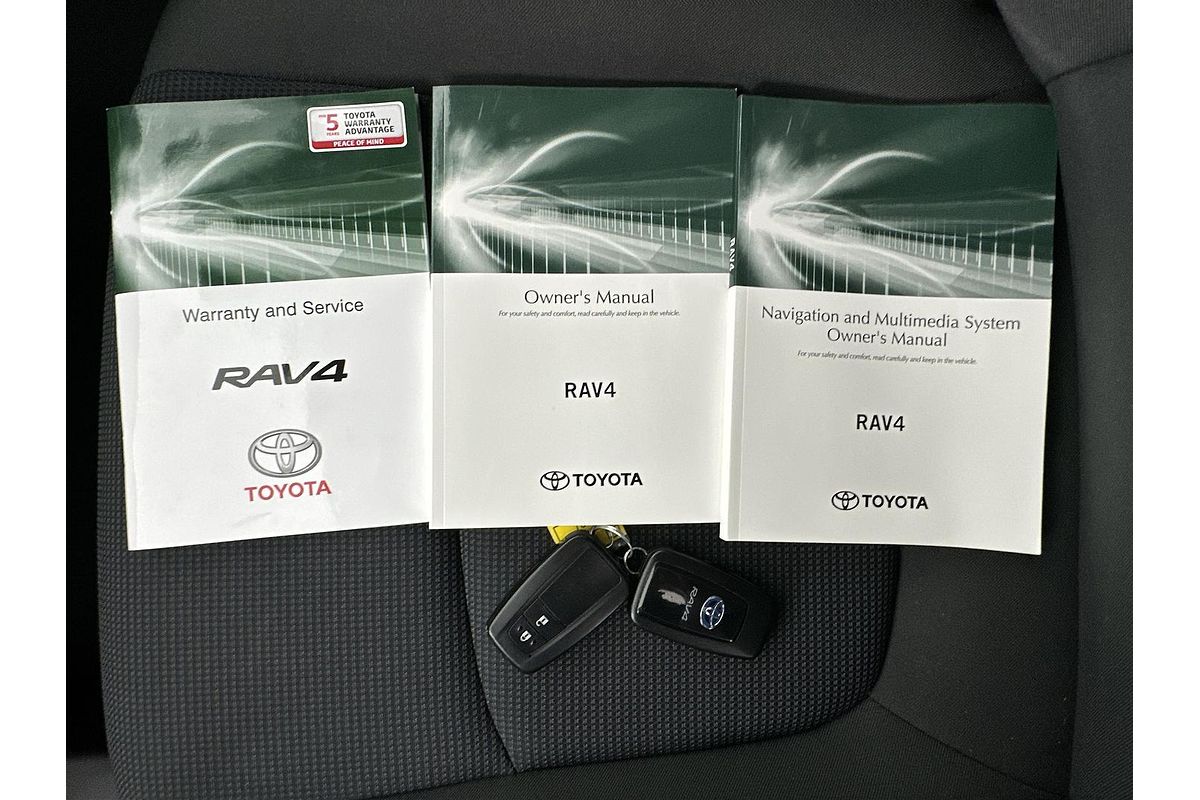 5
YEARS
TOYOTA
WARRANTY
ADVANTAGE
PEACE OF MIND
Warranty and Service
RAV4
TOYOTA
Owner's Manual
For your safety and comfort, read carefully and keep in the vehicle.
RAV4
TOYOTA
RAV4
Navigation and Multimedia System
Owner's Manual
For your safety and comfort, read carefully and keep in the vehicle.
RAV4
TOYOTA
RAV4